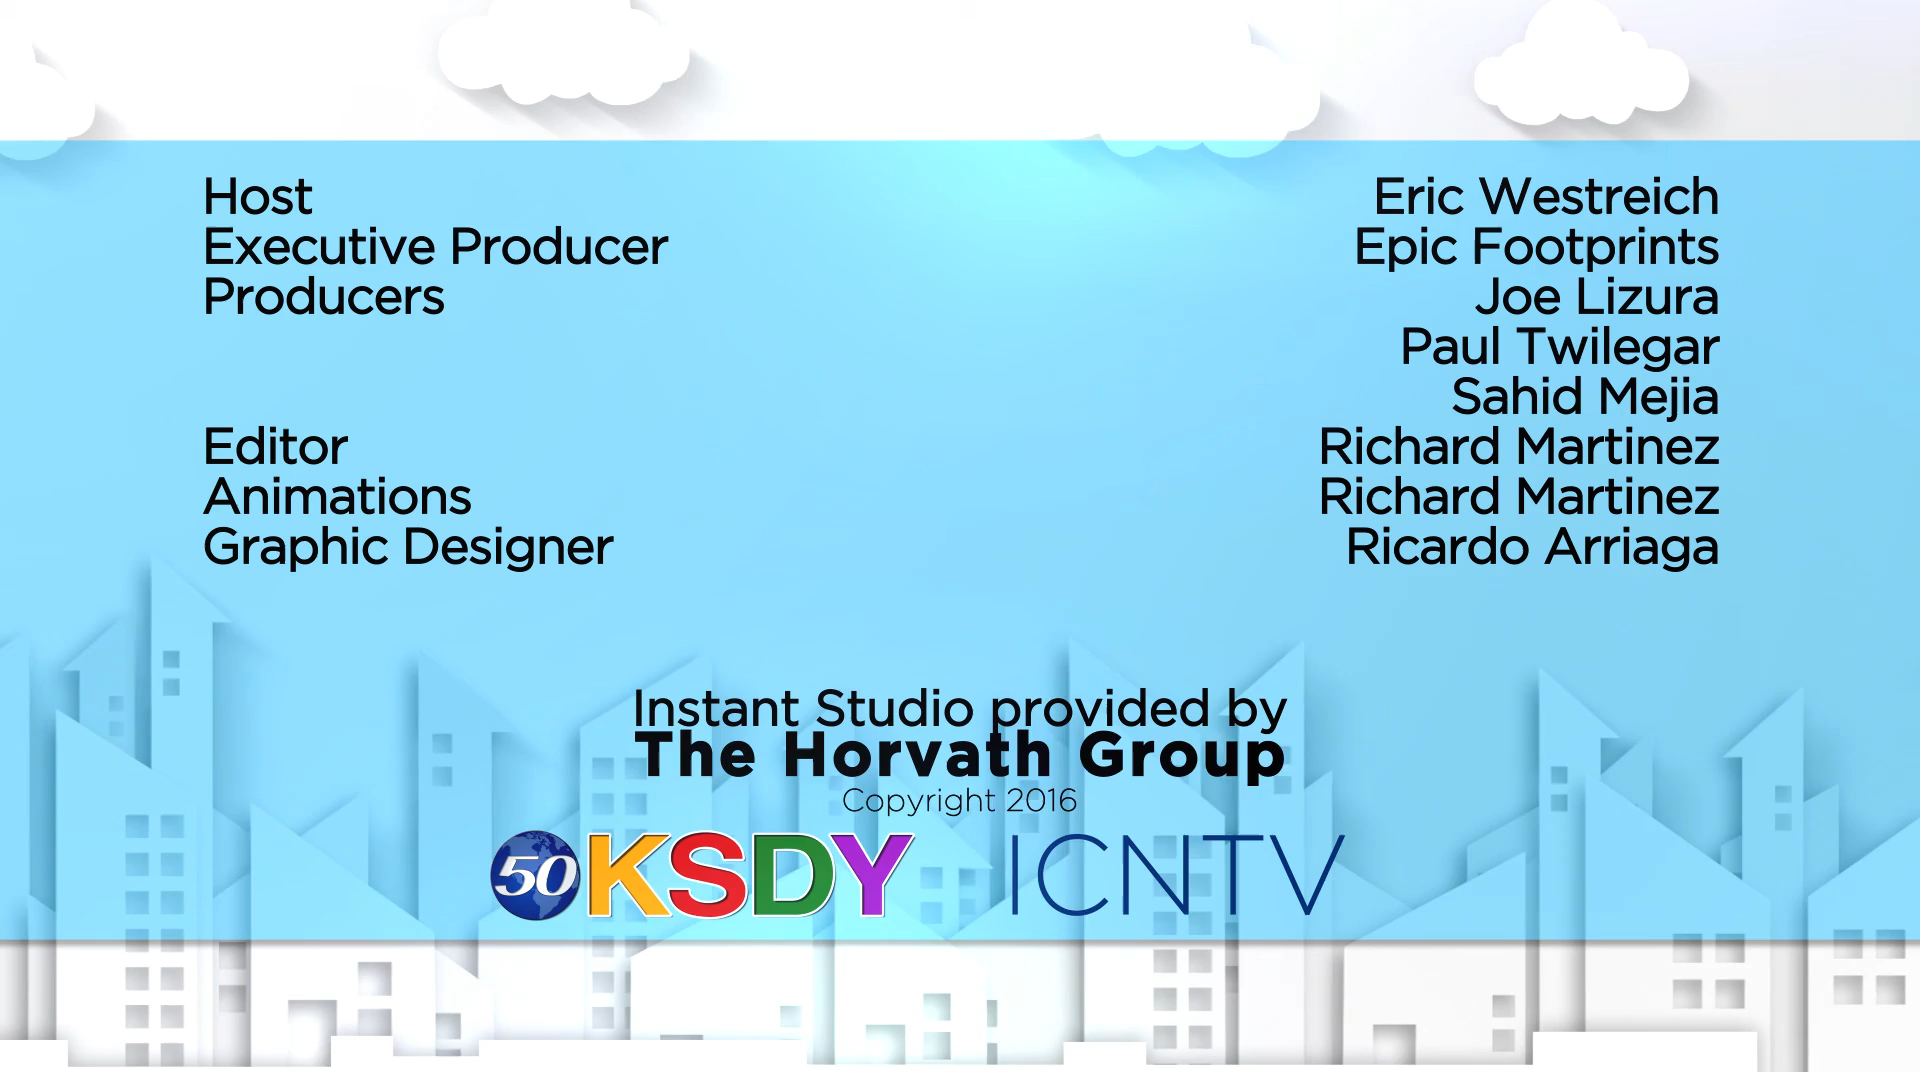 Host Eric Westreich
Executive Producer Epic Footprints
Producers Joe Lizura
Paul Twilegar
Sahid Mejia
Editor Richard Martinez
Animations Richard Martinez
Graphic Designer Ricardo Arriaga
Instant Studio provided by
The Horvath Group
Copyright 2016
50 KSDY ICNTV